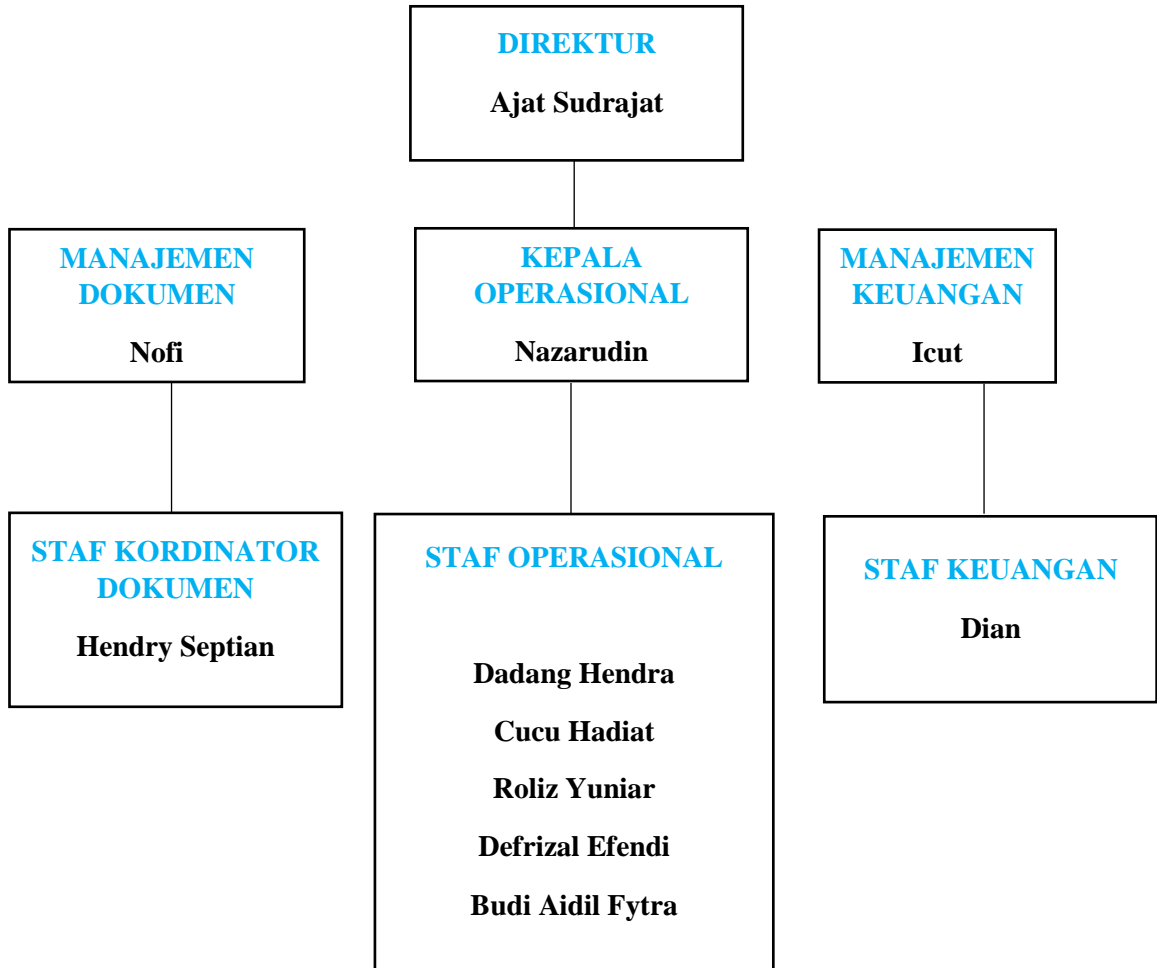 DIREKTUR
Ajat Sudrajat
MANAJEMEN
DOKUMEN
Nofi
KEPALA
OPERASIONAL
Nazarudin
MANAJEMEN
KEUANGAN
Icut
STAF KORDINATOR
DOKUMEN
Hendry Septian
STAF OPERASIONAL
Dadang Hendra
Cucu Hadiat
Roliz Yuniar
Defrizal Efendi
Budi Aidil Fytra
STAF KEUANGAN
Dian